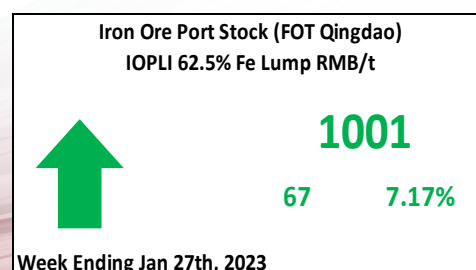 Iron Ore Port Stock (FOT Qingdao)
IOPLI 62.5% Fe Lump RMB/t
1001
67 7.17%
Week Ending Jan 27th, 2023